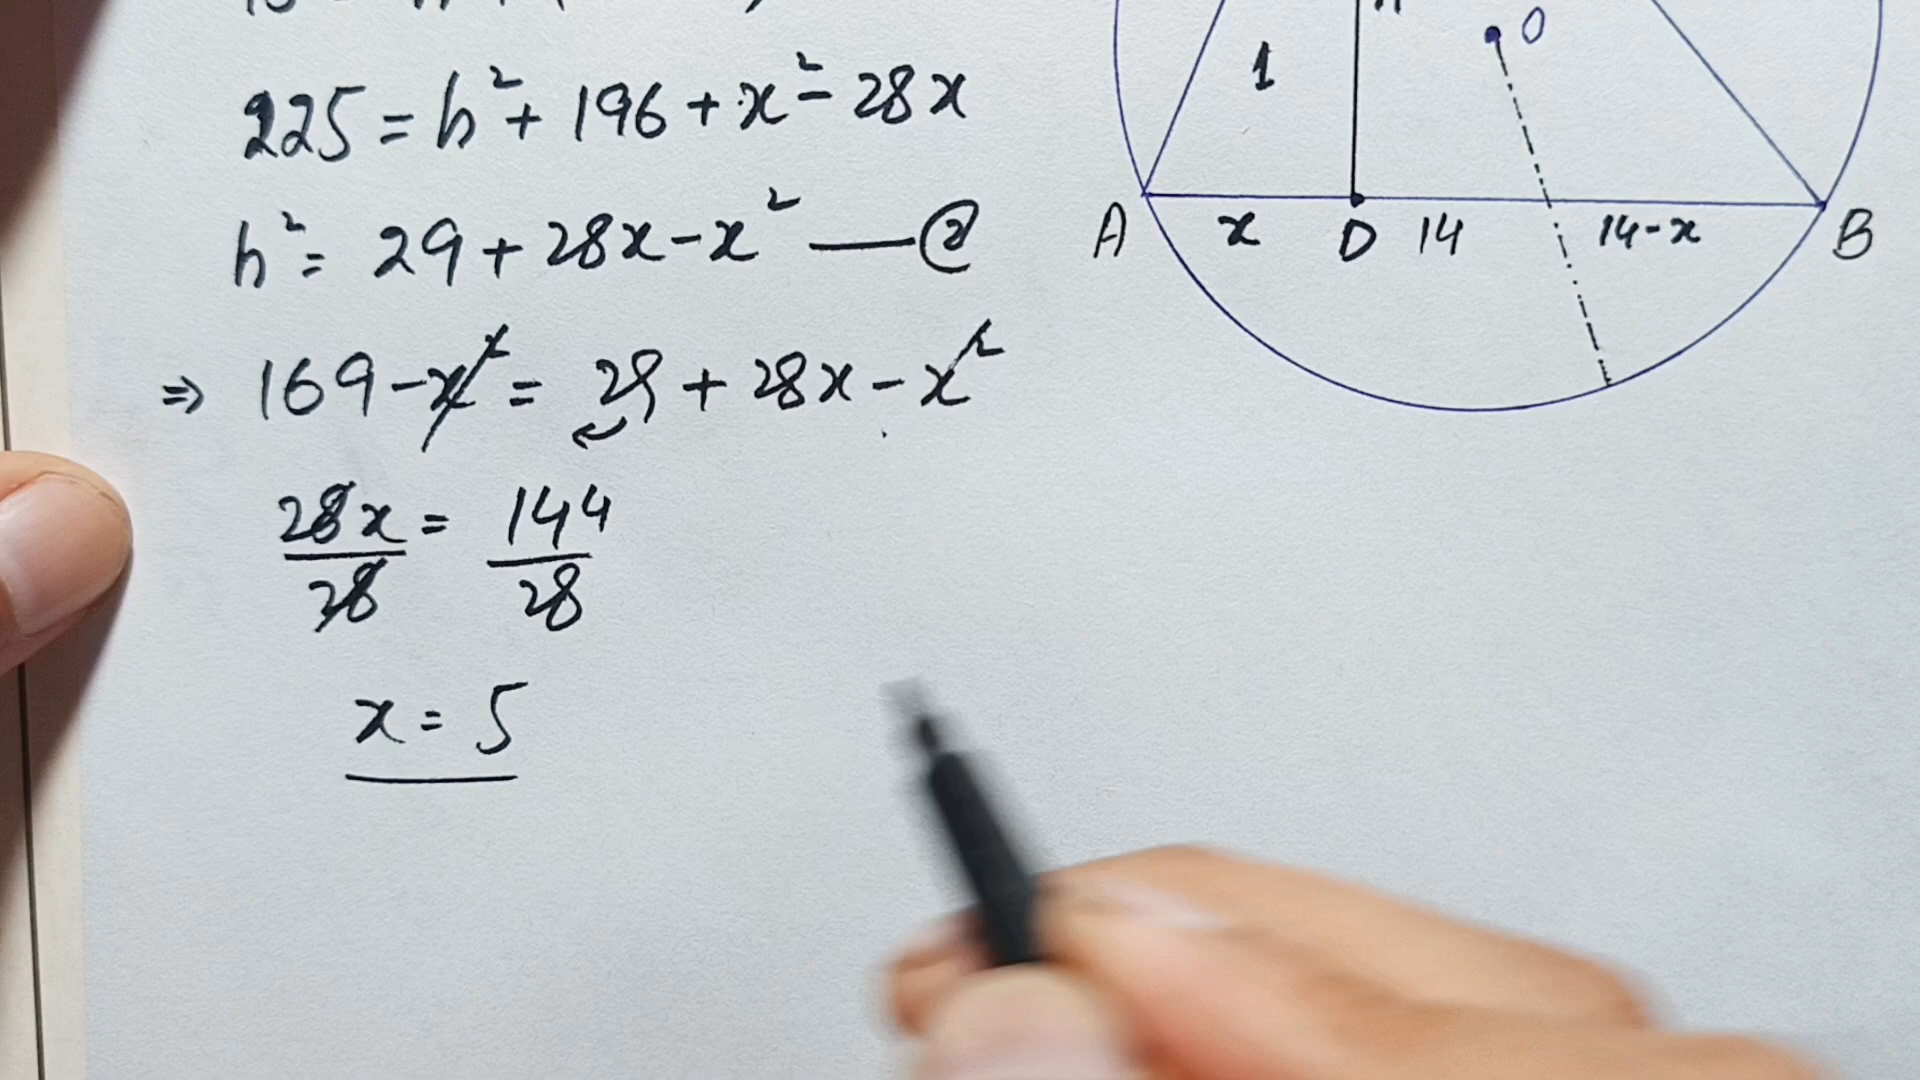 225 = h² + 196 + x² - 28x
h² = 29 + 28x - x² —— ②
⇒ 169 - x² = 29 + 28x - x²
28x/28 = 144/28
x = 5
1
O
A x D 14 14-x B